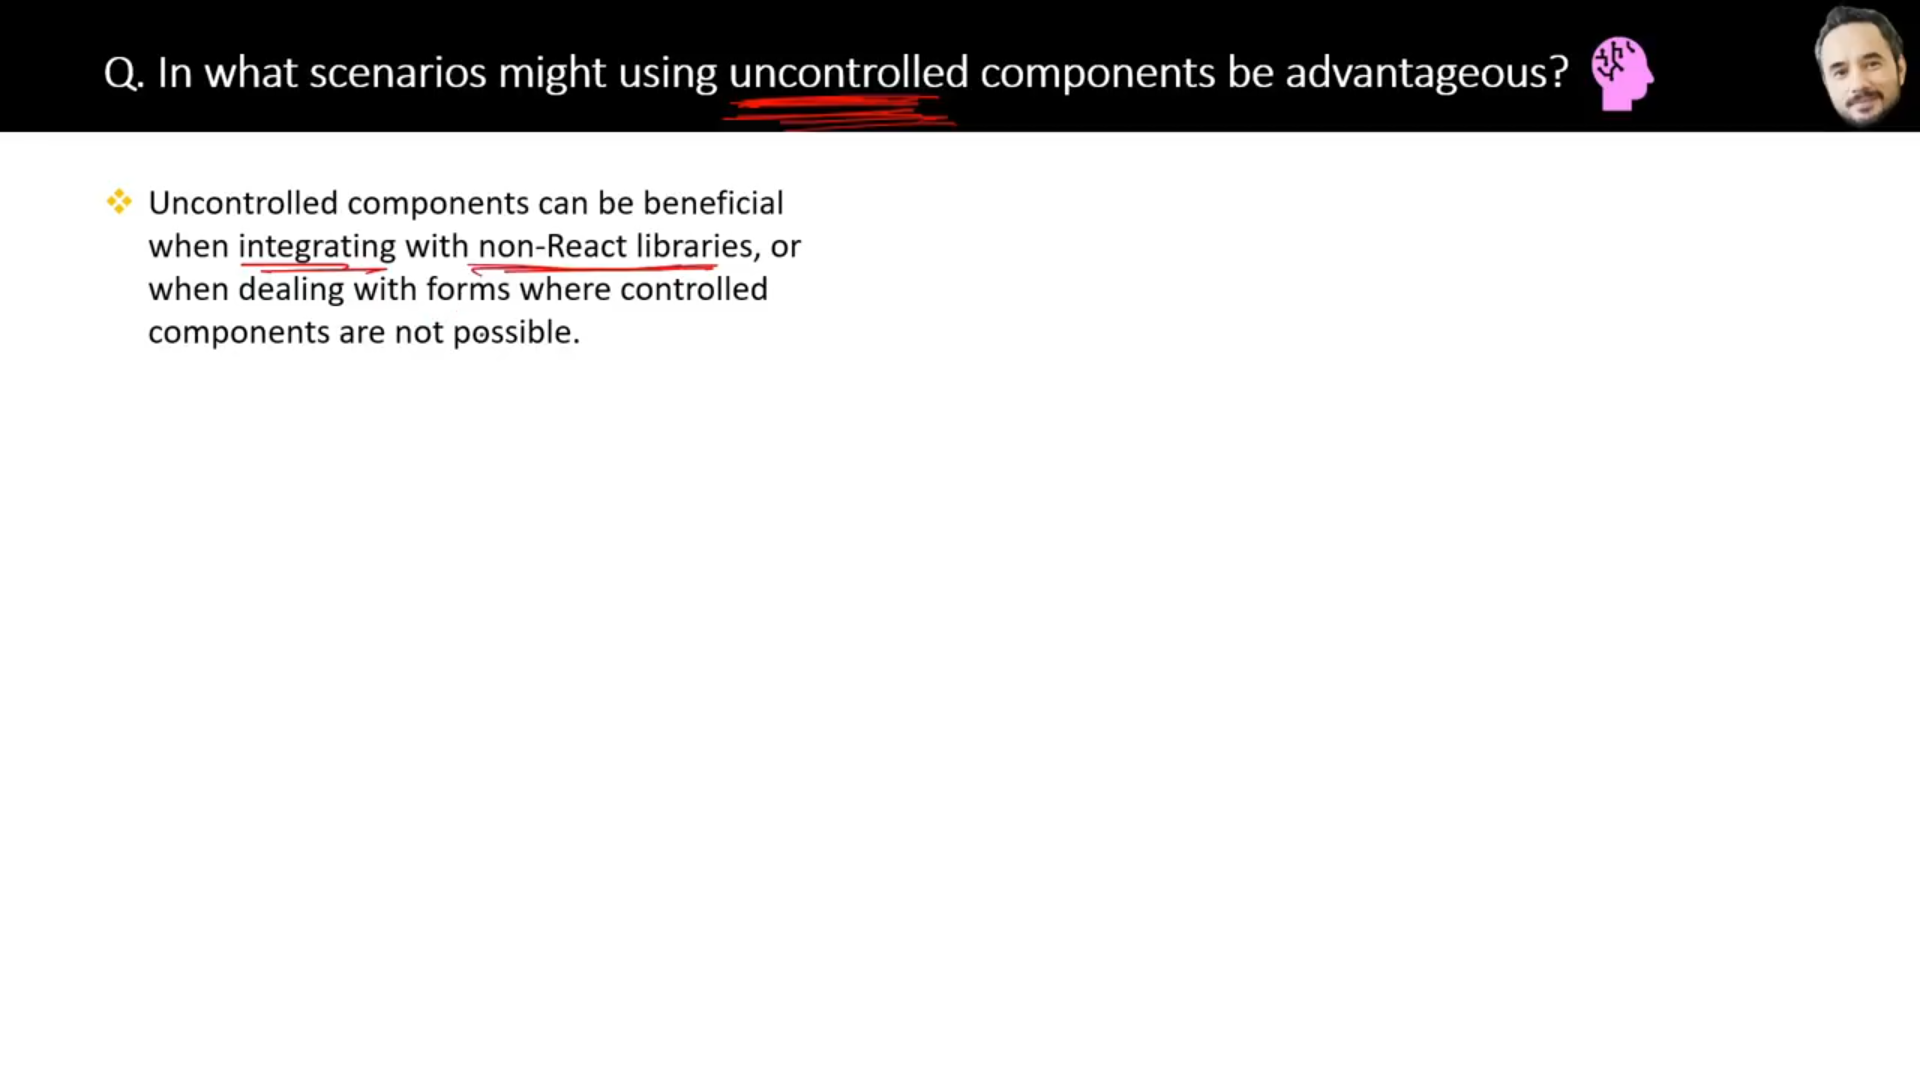 Q. In what scenarios might using uncontrolled components be advantageous?
Uncontrolled components can be beneficial
when integrating with non-React libraries, or
when dealing with forms where controlled
components are not possible.